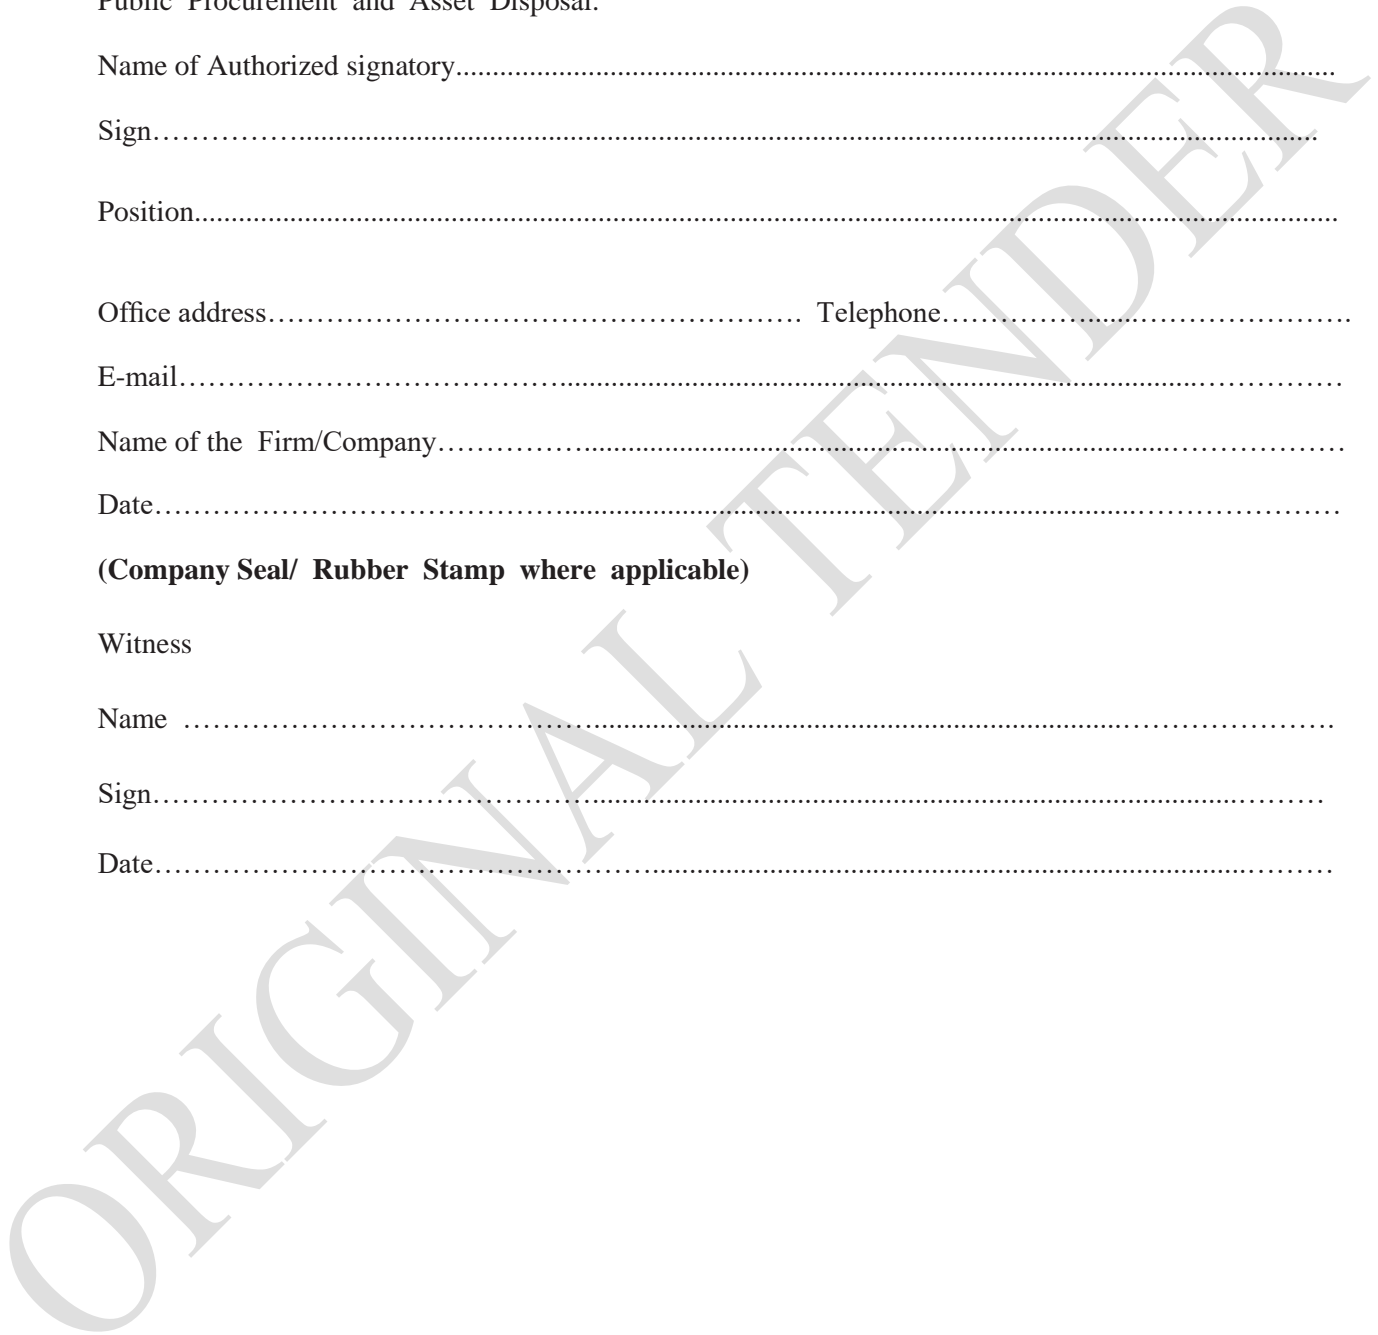 Public Procurement and Asset Disposal.
Name of Authorized signatory........................................................................................................................
Sign……………............................................................................................................................................
Position............................................................................................................................................................
Office address………………………………………………. Telephone…………….....………………….
E-mail…………………………………......................................................................................……………
Name of the Firm/Company……………...............................................................................………………
Date……………………………………..............................................................................…………………
(Company Seal/ Rubber Stamp where applicable)
Witness
Name ……………………………………........................................................................…………………
Sign………………………………………........................................................................................………
Date……………………………………………................................................................................………
ORIGINAL TENDER